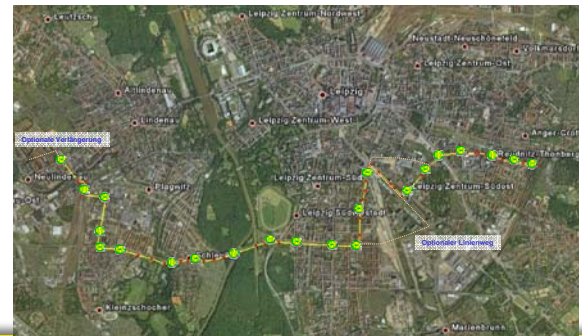 Leutzsch
Leipzig Zentrum-Nordwest
Neustadt-Neuschönefeld
Volkmarsdorf
Leipzig Zentrum-Ost
Altlindenau
Leipzig
Lindenau
Leipzig Zentrum-West
Anger-Crott
Optionale Verlängerung
Reudnitz-Thonberg
Neulindenau
Plagwitz
Leipzig Zentrum-Süd
Leipzig Zentrum-Südost
Leipzig Südvorstadt
Optionaler Linienweg
Schleußig
Kleinzschocher
Marienbrunn